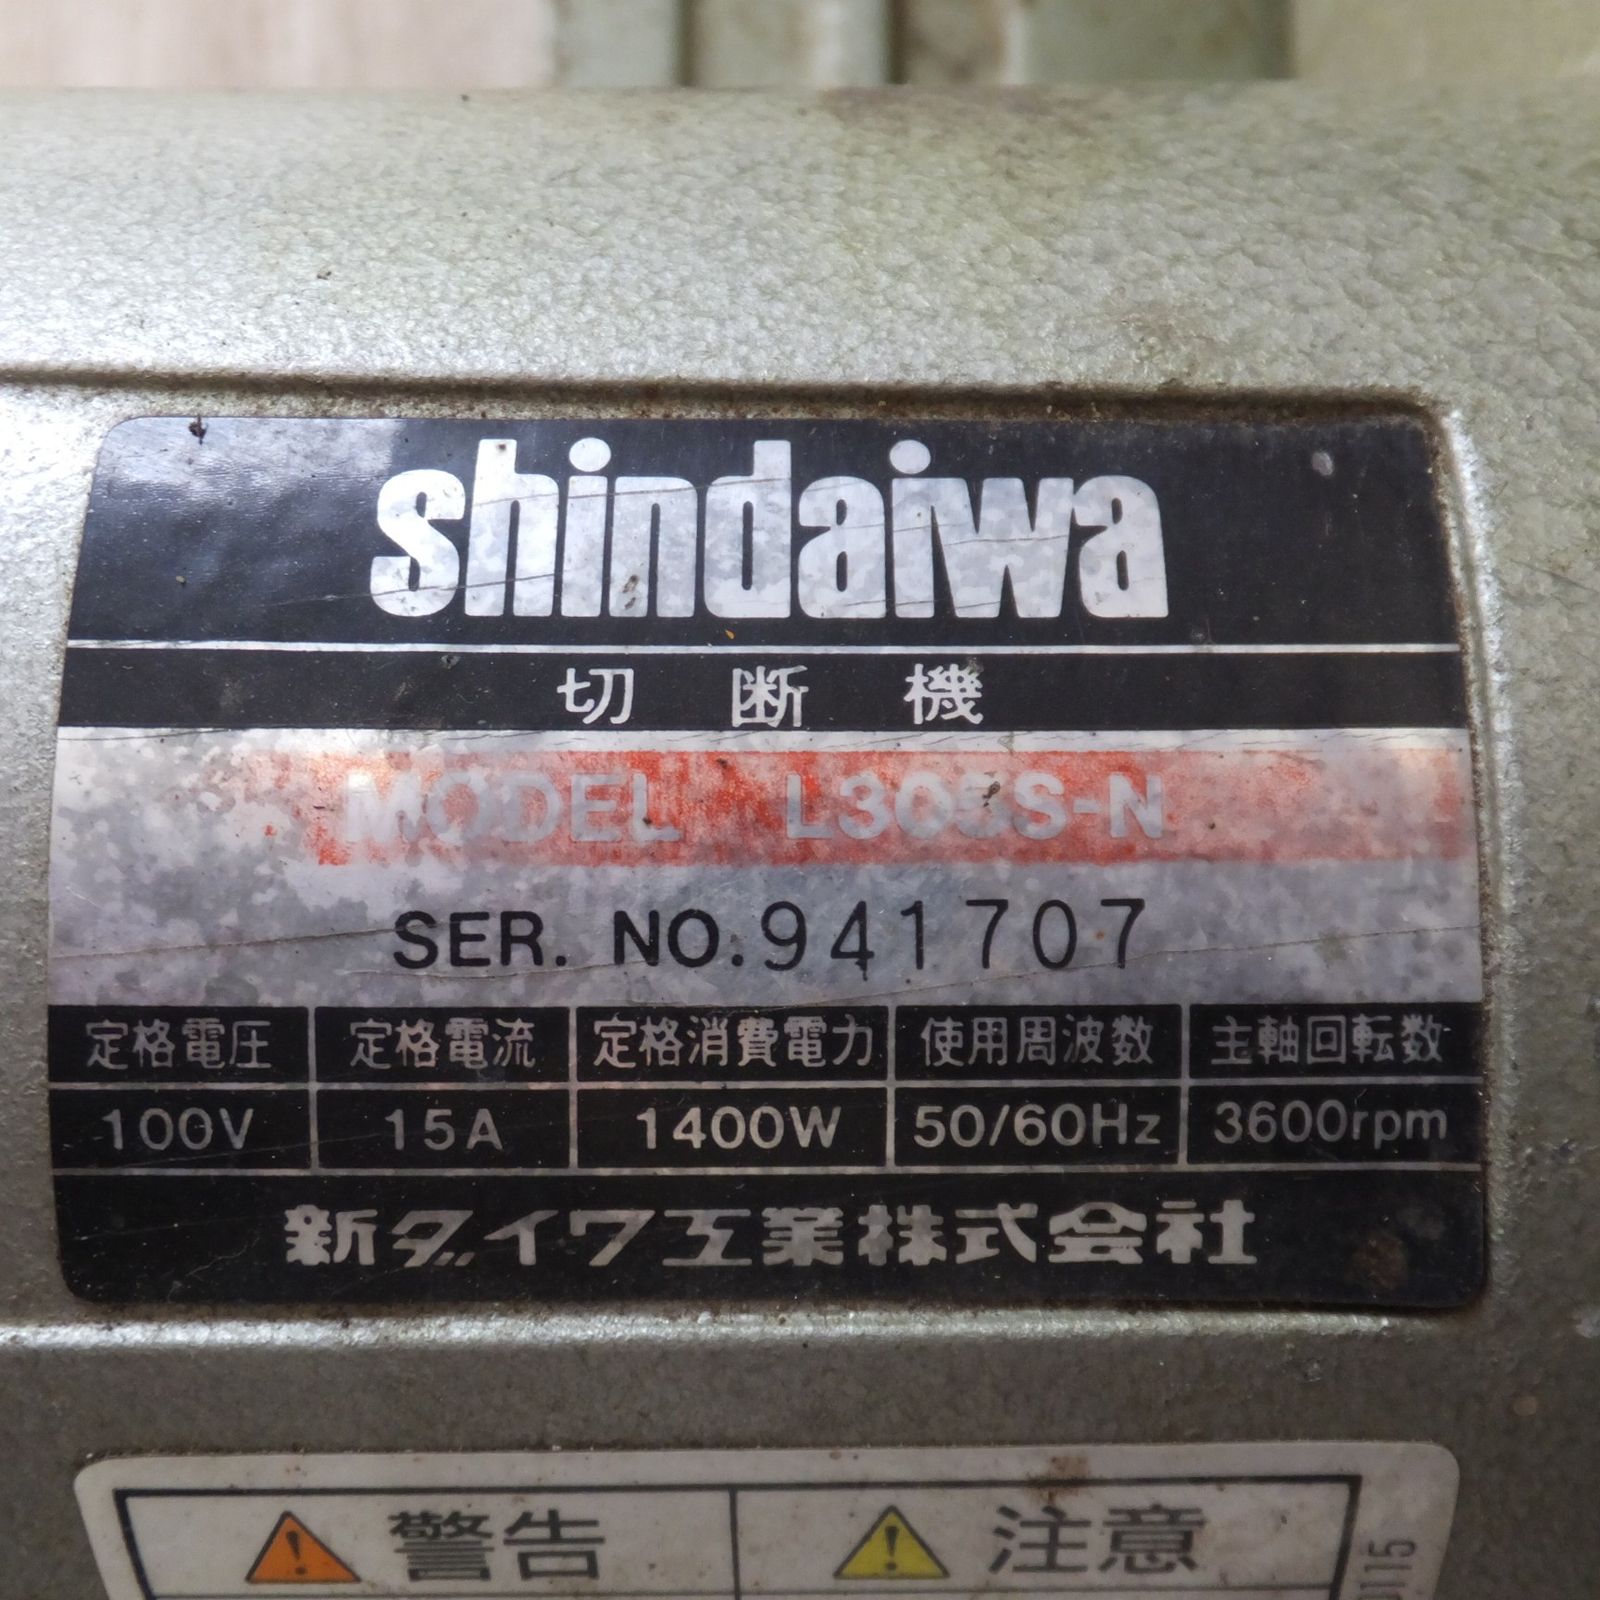 shindaiwa
切断機
MODEL L305S-N
SER. NO. 941707
定格電圧 定格電流 定格消費電力 使用周波数 主軸回転数
100V 15A 1400W 50/60Hz 3600rpm
新ダイワ工業株式会社
警告 注意